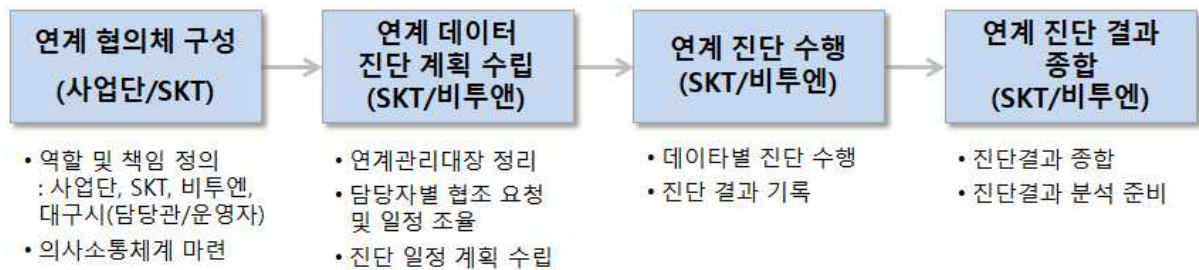 연계 협의체 구성
(사업단/SKT)
• 역할 및 책임 정의
: 사업단, SKT, 비투엔,
대구시(담당관/운영자)
• 의사소통체계 마련
연계 데이터
진단 계획 수립
(SKT/비투앤)
• 연계관리대장 정리
• 담당자별 협조 요청
및 일정 조율
• 진단 일정 계획 수립
연계 진단 수행
(SKT/비투엔)
• 데이타별 진단 수행
• 진단 결과 기록
연계 진단 결과
종합
(SKT/비투엔)
• 진단결과 종합
• 진단결과 분석 준비